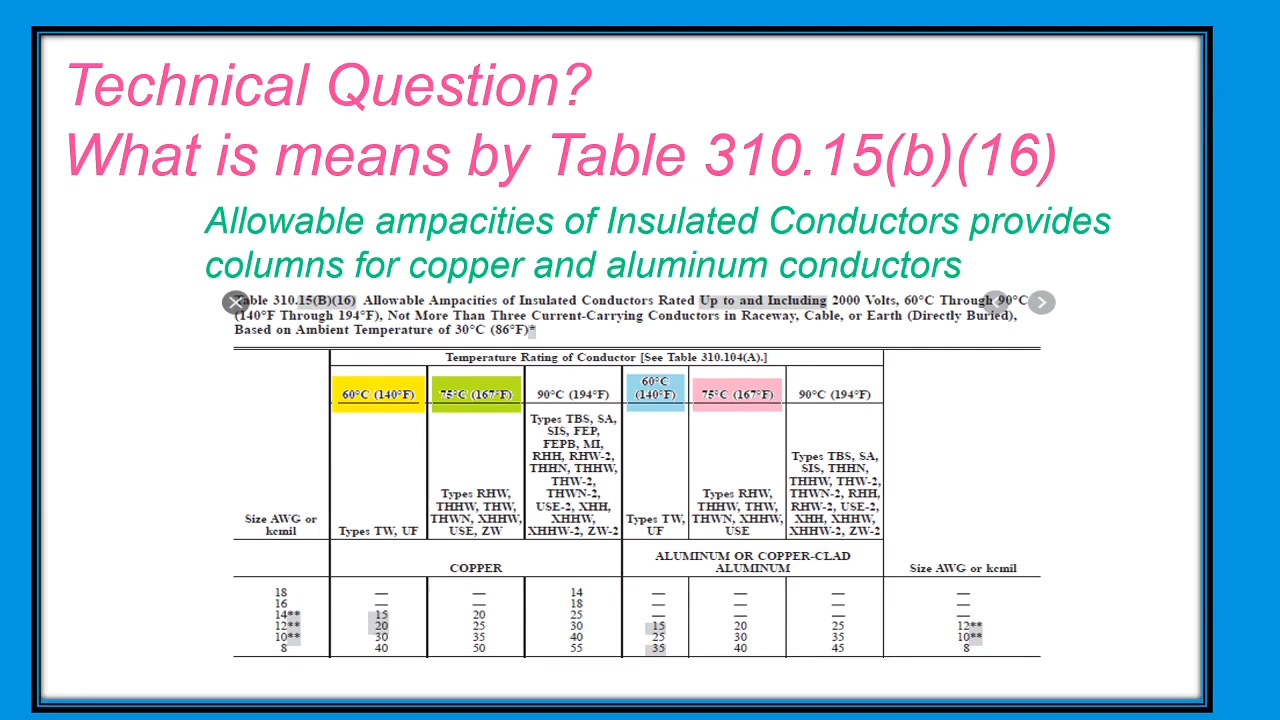 Technical Question?
What is means by Table 310.15(b)(16)
Allowable ampacities of Insulated Conductors provides
columns for copper and aluminum conductors
Table 310.15(B)(16) Allowable Ampacities of Insulated Conductors Rated Up to and Including 2000 Volts, 60°C Through 90°C
(140°F Through 194°F), Not More Than Three Current-Carrying Conductors in Raceway, Cable, or Earth (Directly Buried),
Based on Ambient Temperature of 30°C (86°F)*
Temperature Rating of Conductor [See Table 310.104(A).]
60°C (140°F) 75°C (167°F) 90°C (194°F) 60°C (140°F) 75°C (167°F) 90°C (194°F)
Size AWG or
kcmil
Types TW, UF
Types RHW,
THHW, THW,
THWN, XHHW,
USE, ZW
Types TBS, SA,
SIS, FEP,
FEPB, MI,
RHH, RHW-2,
THHN, THHW,
THW-2,
THWN-2,
USE-2, XHH,
XHHW,
XHHW-2, ZW-2
Types TW,
UF
Types RHW,
THHW, THW,
THWN, XHHW,
USE
Types TBS, SA,
SIS, THHN,
THHW, THW-2,
THWN-2, RHH,
RHW-2, USE-2,
XHH, XHHW,
XHHW-2, ZW-2
COPPER
ALUMINUM OR COPPER-CLAD
ALUMINUM
Size AWG or kcmil
18 — — 14 — — — —
16 — — 18 — — — —
14** 15 20 25 — — — —
12** 20 25 30 15 20 25 12**
10** 30 35 40 25 30 35 10**
8 40 50 55 35 40 45 8